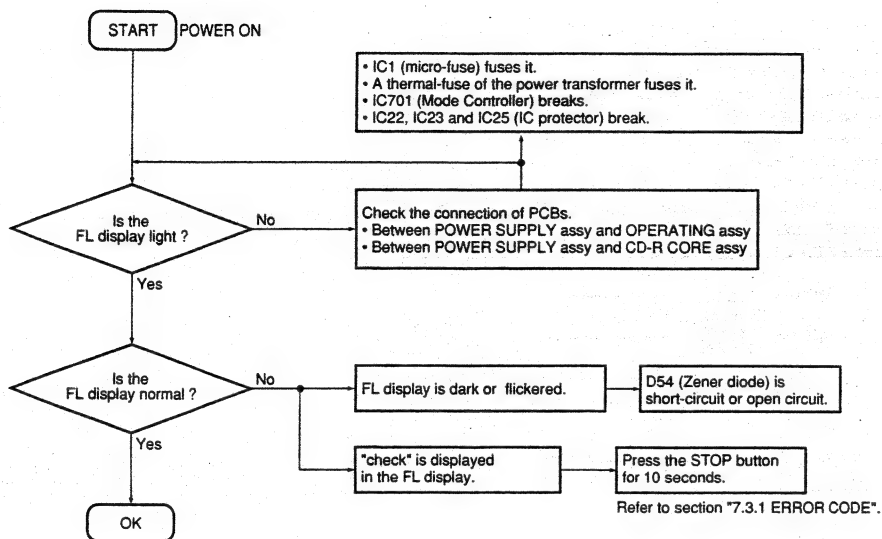 START
POWER ON
• IC1 (micro-fuse) fuses it.
• A thermal-fuse of the power transformer fuses it.
• IC701 (Mode Controller) breaks.
• IC22, IC23 and IC25 (IC protector) break.
Is the
FL display light ?
No
Check the connection of PCBs.
• Between POWER SUPPLY assy and OPERATING assy
• Between POWER SUPPLY assy and CD-R CORE assy
Yes
Is the
FL display normal ?
No
FL display is dark or flickered.
D54 (Zener diode) is
short-circuit or open circuit.
Yes
"check" is displayed
in the FL display.
Press the STOP button
for 10 seconds.
Refer to section "7.3.1 ERROR CODE".
OK